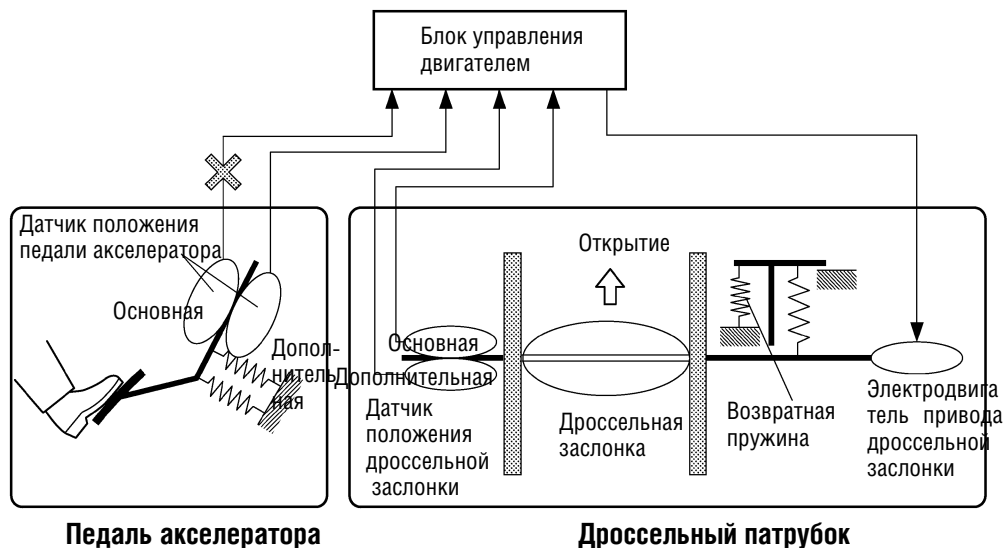 Блок управления
двигателем
Датчик положения
педали акселератора
Основная
Допол-
нитель
ная
Открытие
Основная
Дополнительная
Датчик
положения
дроссельной
заслонки
Дроссельная
заслонка
Возвратная
пружина
Электродвига
тель привода
дроссельной
заслонки
Педаль акселератора
Дроссельный патрубок